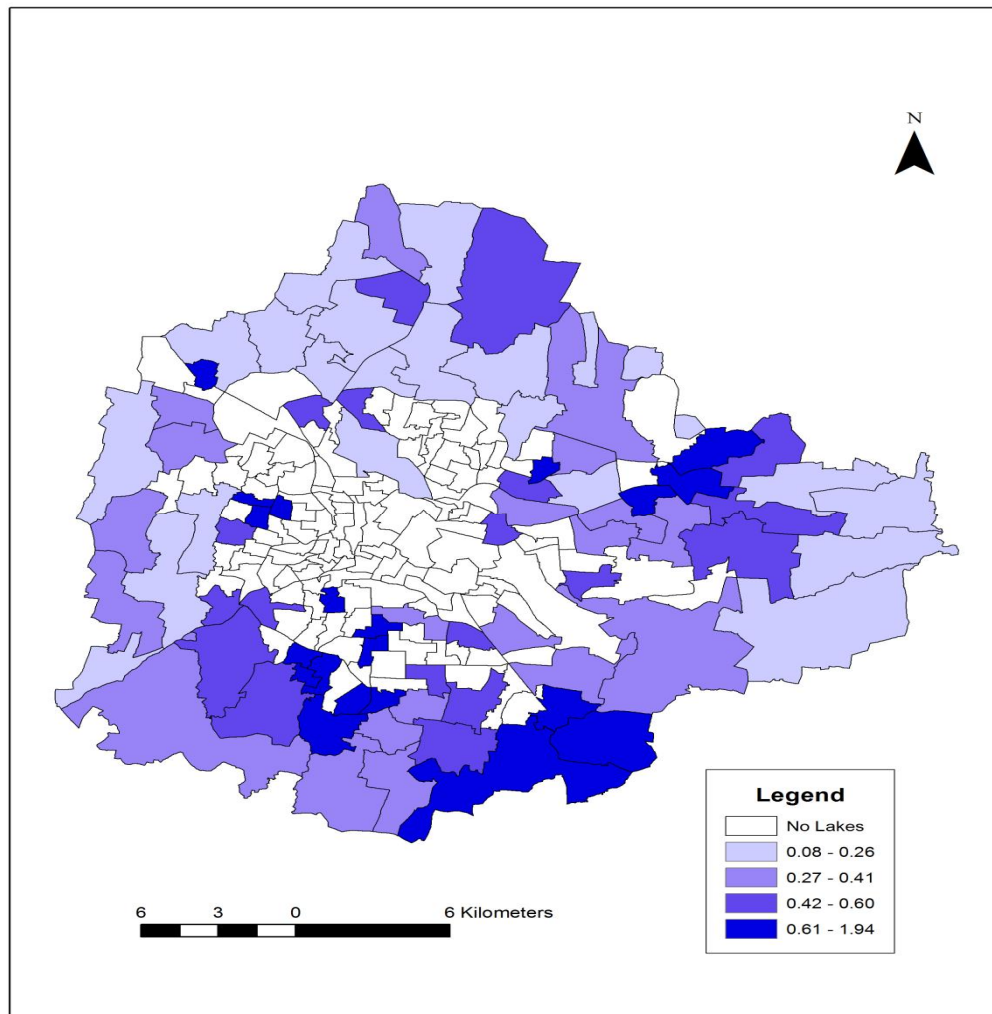 N
Legend
No Lakes
0.08 - 0.26
0.27 - 0.41
0.42 - 0.60
0.61 - 1.94
6 3 0 6 Kilometers